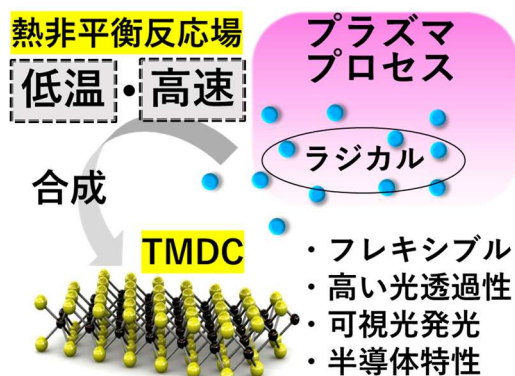 熱非平衡反応場
低温・高速
プラズマ
プロセス
ラジカル
合成
TMDC
・フレキシブル
・高い光透過性
・可視光発光
・半導体特性